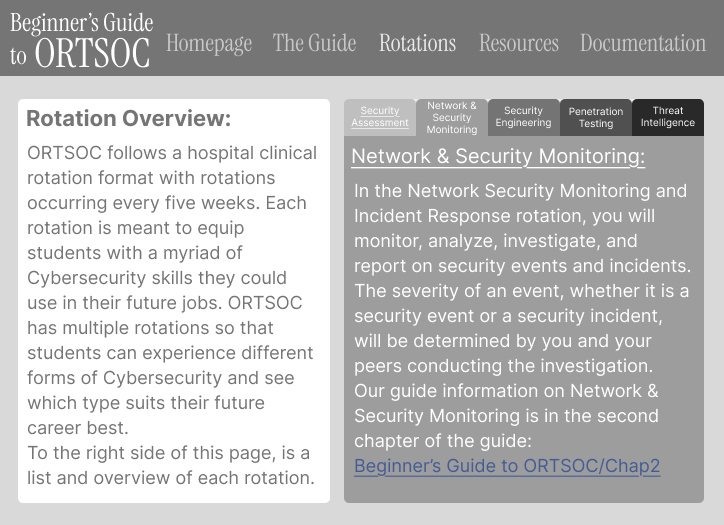 Beginner's Guide
to ORTSOC
Homepage The Guide Rotations Resources Documentation
Rotation Overview:
ORTSOC follows a hospital clinical
rotation format with rotations
occurring every five weeks. Each
rotation is meant to equip
students with a myriad of
Cybersecurity skills they could
use in their future jobs. ORTSOC
has multiple rotations so that
students can experience different
forms of Cybersecurity and see
which type suits their future
career best.
To the right side of this page, is a
list and overview of each rotation.
Security
Assessment
Network &
Security
Monitoring
Security
Engineering
Penetration
Testing
Threat
Intelligence
Network & Security Monitoring:
In the Network Security Monitoring and
Incident Response rotation, you will
monitor, analyze, investigate, and
report on security events and incidents.
The severity of an event, whether it is a
security event or a security incident,
will be determined by you and your
peers conducting the investigation.
Our guide information on Network &
Security Monitoring is in the second
chapter of the guide:
Beginner's Guide to ORTSOC/Chap2